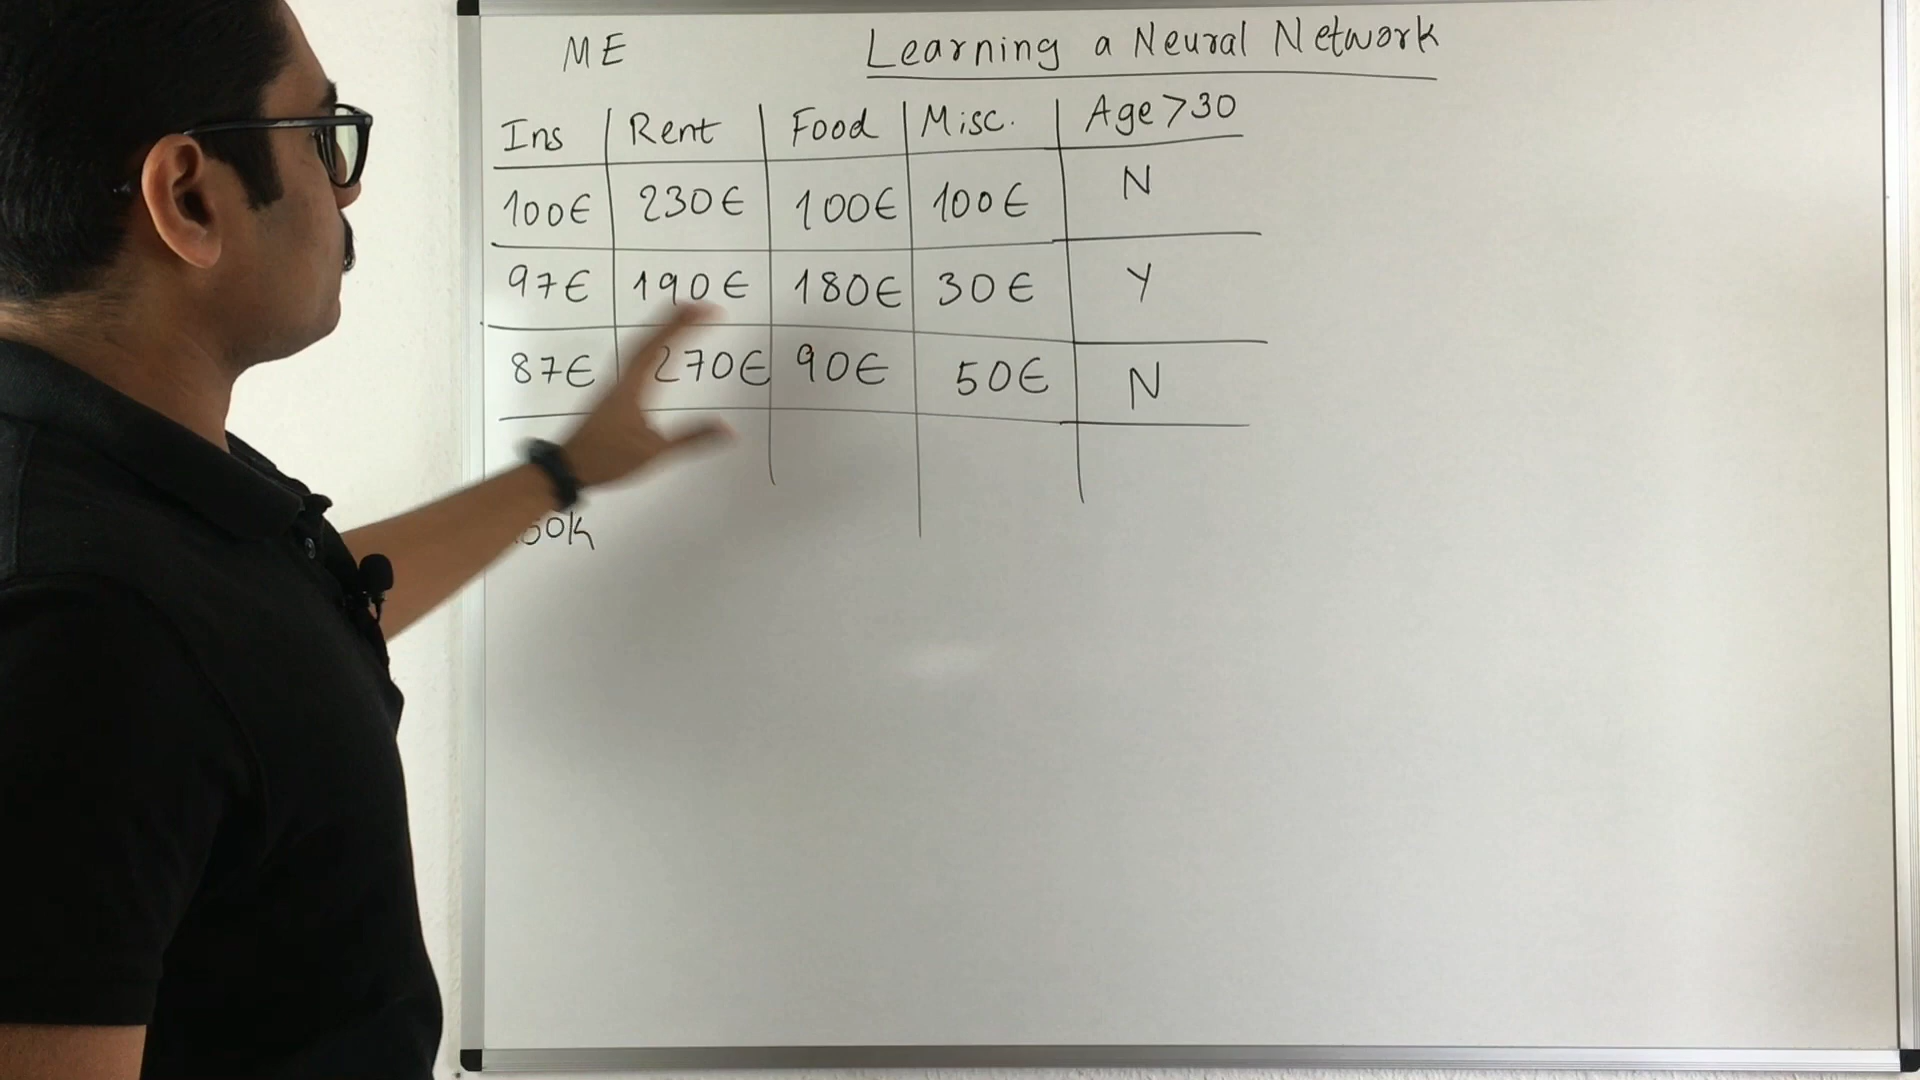 ME Learning a Neural Network
Ins Rent Food Misc. Age>30
100€ 230€ 100€ 100€ N
97€ 190€ 180€ 30€ Y
87€ 270€ 90€ 50€ N